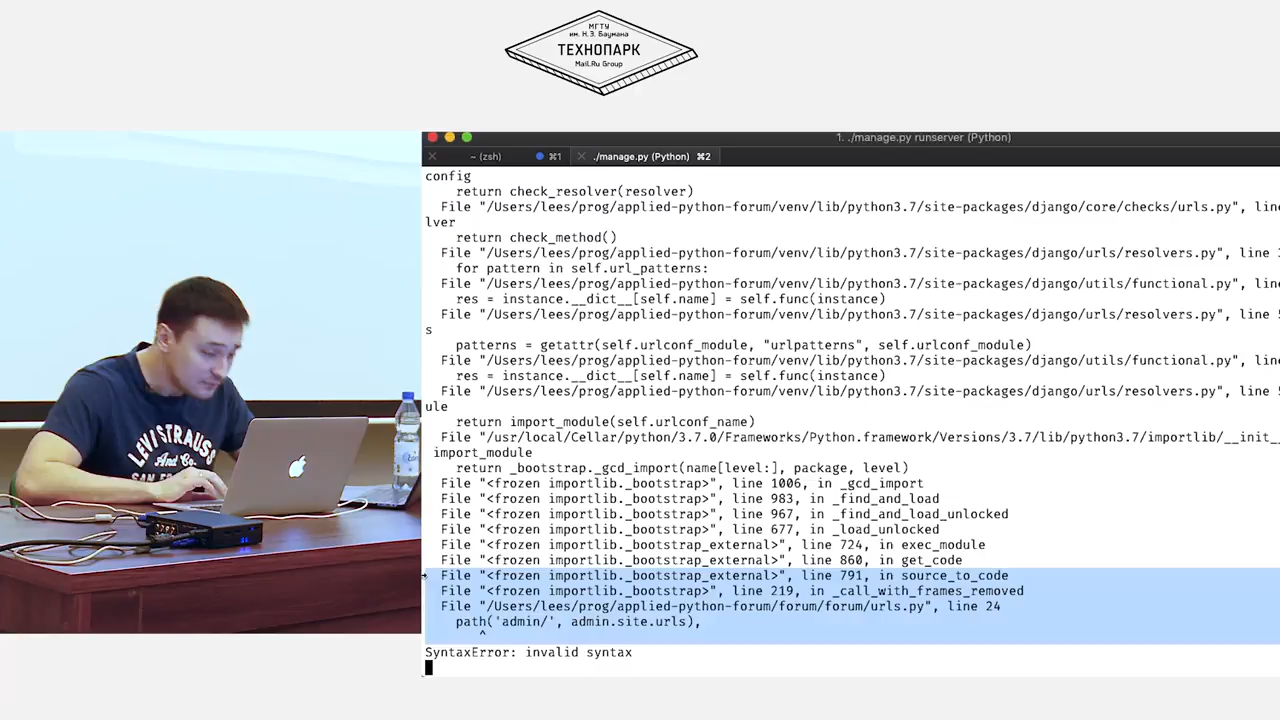 МГТУ
им. Н.Э. Баумана
ТЕХНОПАРК
Mail.Ru Group
1. ./manage.py runserver (Python)
~ (zsh) ⌘1 ./manage.py (Python) ⌘2
config
return check_resolver(resolver)
File "/Users/lees/prog/applied-python-forum/venv/lib/python3.7/site-packages/django/core/checks/urls.py", line
lver
return check_method()
File "/Users/lees/prog/applied-python-forum/venv/lib/python3.7/site-packages/django/urls/resolvers.py", line 3
for pattern in self.url_patterns:
File "/Users/lees/prog/applied-python-forum/venv/lib/python3.7/site-packages/django/utils/functional.py", line
res = instance.__dict__[self.name] = self.func(instance)
File "/Users/lees/prog/applied-python-forum/venv/lib/python3.7/site-packages/django/urls/resolvers.py", line 5
s
patterns = getattr(self.urlconf_module, "urlpatterns", self.urlconf_module)
File "/Users/lees/prog/applied-python-forum/venv/lib/python3.7/site-packages/django/utils/functional.py", line
res = instance.__dict__[self.name] = self.func(instance)
File "/Users/lees/prog/applied-python-forum/venv/lib/python3.7/site-packages/django/urls/resolvers.py", line 5
ule
return import_module(self.urlconf_name)
File "/usr/local/Cellar/python/3.7.0/Frameworks/Python.framework/Versions/3.7/lib/python3.7/importlib/__init__
import_module
return _bootstrap._gcd_import(name[level:], package, level)
File "<frozen importlib._bootstrap>", line 1006, in _gcd_import
File "<frozen importlib._bootstrap>", line 983, in _find_and_load
File "<frozen importlib._bootstrap>", line 967, in _find_and_load_unlocked
File "<frozen importlib._bootstrap>", line 677, in _load_unlocked
File "<frozen importlib._bootstrap_external>", line 724, in exec_module
File "<frozen importlib._bootstrap_external>", line 860, in get_code
File "<frozen importlib._bootstrap_external>", line 791, in source_to_code
File "<frozen importlib._bootstrap>", line 219, in _call_with_frames_removed
File "/Users/lees/prog/applied-python-forum/forum/forum/urls.py", line 24
path('admin/', admin.site.urls),
^
SyntaxError: invalid syntax
LEVI STRAUSS
And Co.
SAN